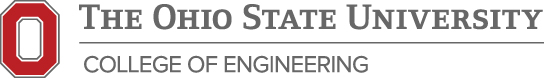 THE OHIO STATE UNIVERSITY
COLLEGE OF ENGINEERING